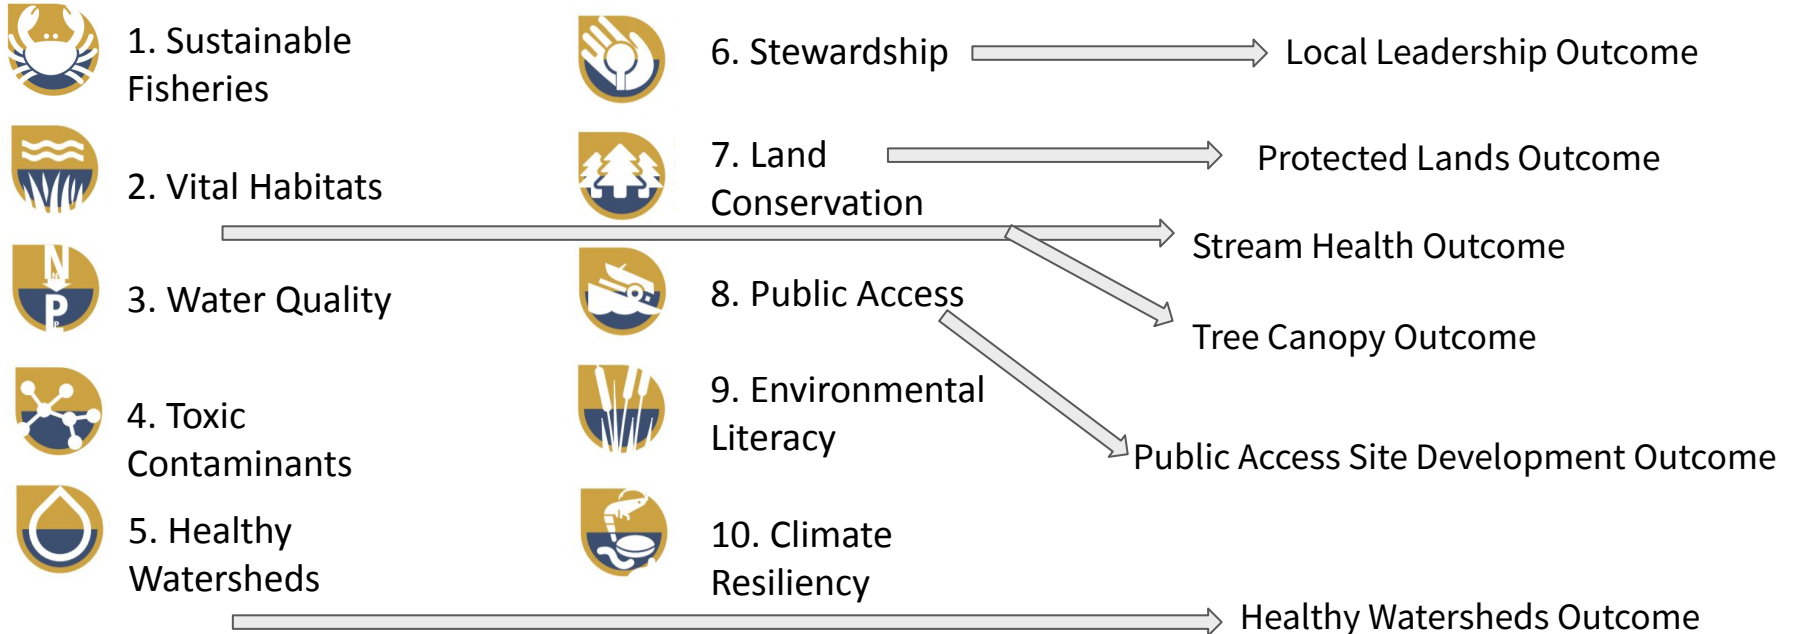 1. Sustainable
Fisheries
2. Vital Habitats
N
P
3. Water Quality
4. Toxic
Contaminants
5. Healthy
Watersheds
6. Stewardship
7. Land
Conservation
8. Public Access
9. Environmental
Literacy
10. Climate
Resiliency
Local Leadership Outcome
Protected Lands Outcome
Stream Health Outcome
Tree Canopy Outcome
Public Access Site Development Outcome
Healthy Watersheds Outcome